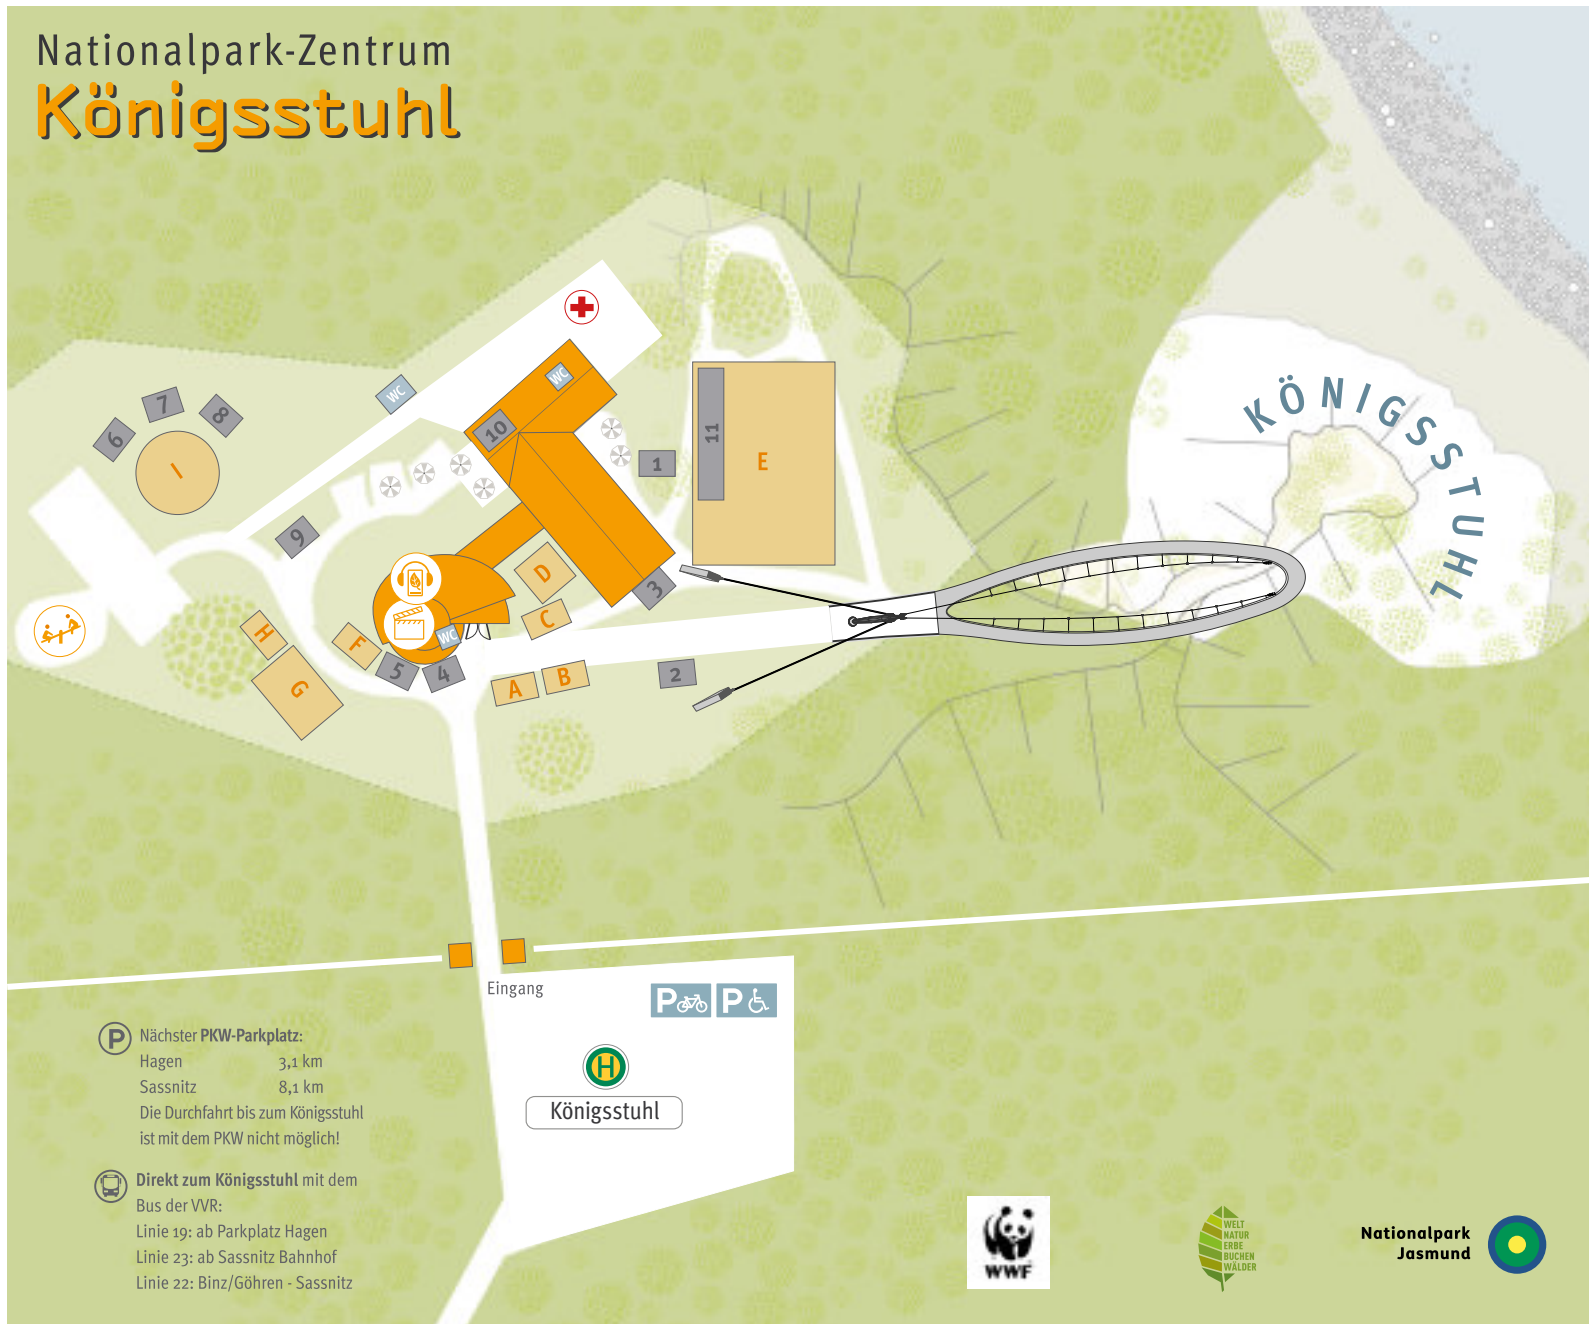 Nationalpark-Zentrum
Königsstuhl
WC
WC
7
8
6
I
10
11
1
E
KÖNIGSSTUHL
9
D
3
C
H
F
WC
5
4
G
A
B
2
Eingang
P
P
H
Königsstuhl
P
Nächster PKW-Parkplatz:
Hagen 3,1 km
Sassnitz 8,1 km
Die Durchfahrt bis zum Königsstuhl
ist mit dem PKW nicht möglich!
Direkt zum Königsstuhl mit dem
Bus der VVR:
Linie 19: ab Parkplatz Hagen
Linie 23: ab Sassnitz Bahnhof
Linie 22: Binz/Göhren - Sassnitz
WWF
WELT
NATUR
ERBE
BUCHEN
WÄLDER
Nationalpark
Jasmund